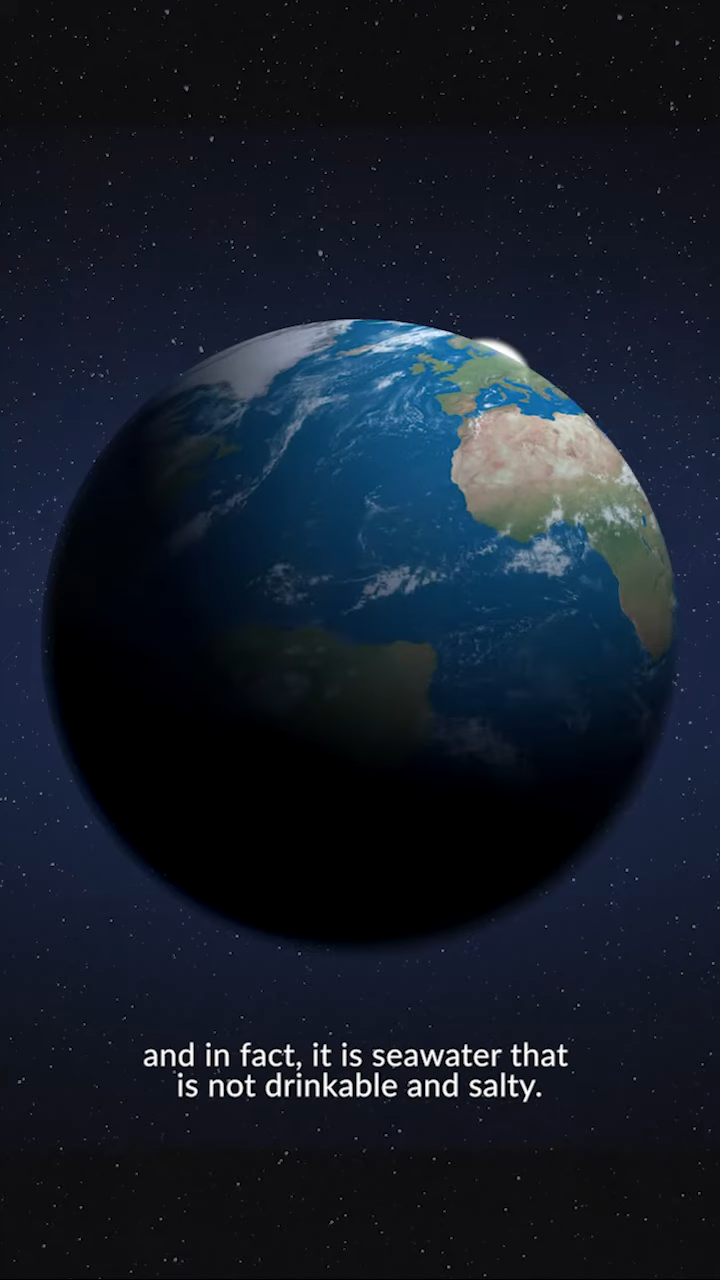 and in fact, it is seawater that
is not drinkable and salty.